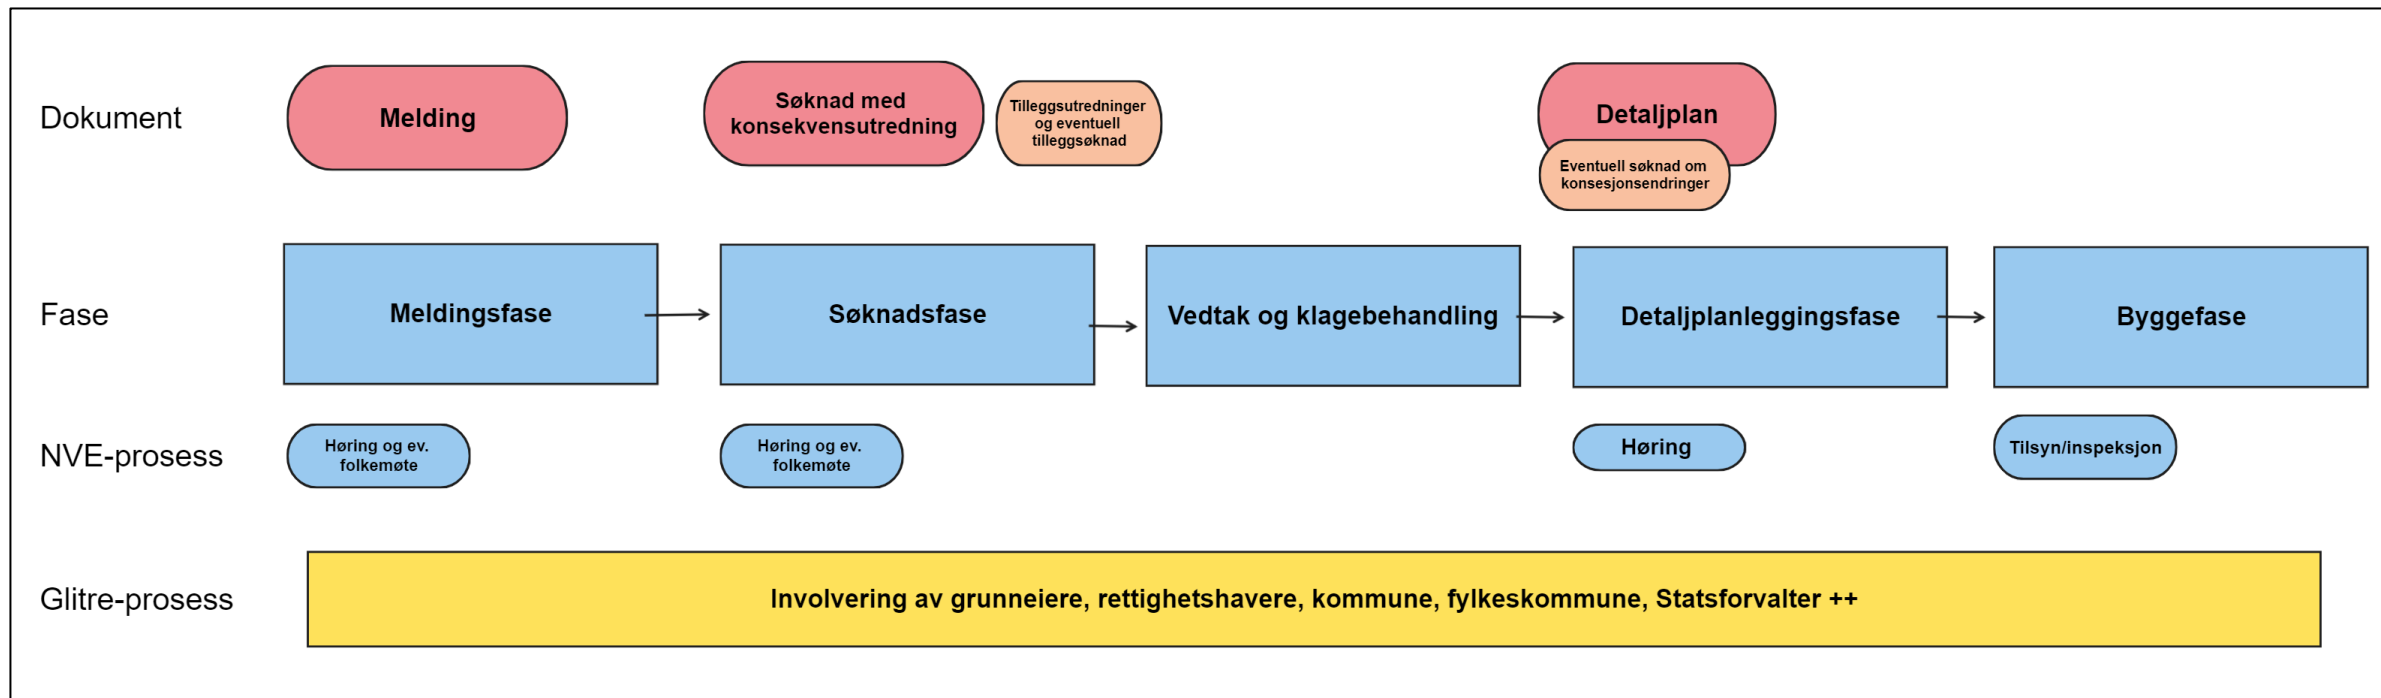 Dokument
Melding
Søknad med
konsekvensutredning
Tilleggsutredninger
og eventuell
tilleggsøknad
Detaljplan
Eventuell søknad om
konsesjonsendringer
Fase
Meldingsfase
Søknadsfase
Vedtak og klagebehandling
Detaljplanleggingsfase
Byggefase
NVE-prosess
Høring og ev.
folkemøte
Høring og ev.
folkemøte
Høring
Tilsyn/inspeksjon
Glitre-prosess
Involvering av grunneiere, rettighetshavere, kommune, fylkeskommune, Statsforvalter ++